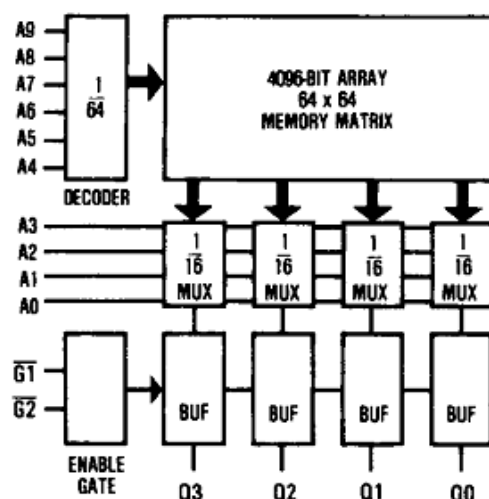 A9
A8
A7
A6
A5
A4
1
64
DECODER
4096-BIT ARRAY
64 x 64
MEMORY MATRIX
A3
A2
A1
A0
1
16
MUX
1
16
MUX
1
16
MUX
1
16
MUX
G1
G2
ENABLE
GATE
BUF
BUF
BUF
BUF
Q3
Q2
Q1
Q0